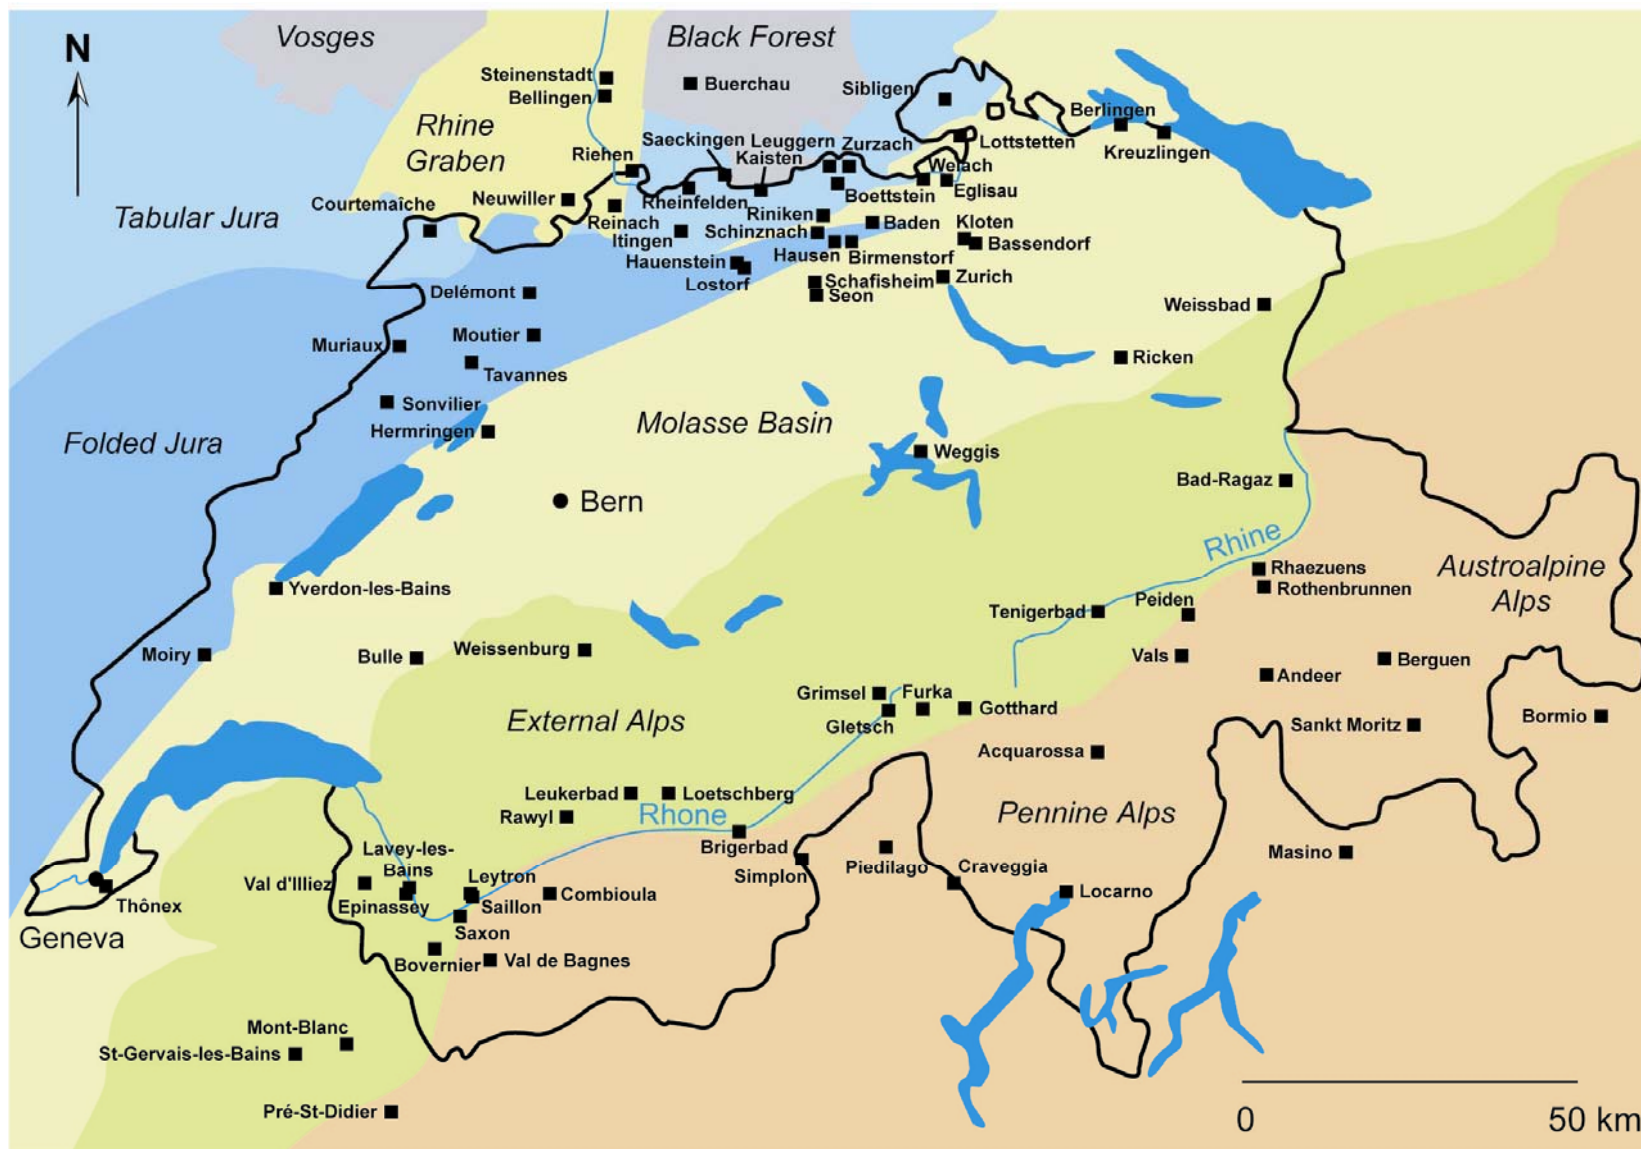 Vosges
Black Forest
N
Steinenstadt
Bellingen
Buerchau
Sibligen
Berlingen
Rhine
Graben
Saeckingen
Leuggern
Zurzach
Lottstetten
Kreuzlingen
Riehen
Kaisten
Weiach
Eglisau
Courtemaîche
Neuwiller
Rheinfelden
Boettstein
Tabular Jura
Reinach
Riniken
Baden
Kloten
Itingen
Schinznach
Bassendorf
Hauenstein
Hausen
Birmenstorf
Lostorf
Schafisheim
Zurich
Delémont
Seon
Weissbad
Moutier
Muriaux
Ricken
Tavannes
Sonvilier
Molasse Basin
Hermringen
Folded Jura
Weggis
Bad-Ragaz
Bern
Rhine
Rhaezuens
Austroalpine
Alps
Yverdon-les-Bains
Rothenbrunnen
Peiden
Tenigerbad
Moiry
Bulle
Weissenburg
Vals
Berguen
Andeer
Grimsel
Furka
Gotthard
External Alps
Gletsch
Sankt Moritz
Bormio
Acquarossa
Leukerbad
Loetschberg
Rawyl
Rhone
Pennine Alps
Lavey-les-
Bains
Brigerbad
Piedilago
Craveggia
Masino
Val d'Illiez
Leytron
Combioula
Simplon
Locarno
Thônex
Epinassey
Saillon
Geneva
Saxon
Bovernier
Val de Bagnes
Mont-Blanc
St-Gervais-les-Bains
Pré-St-Didier
0
50 km